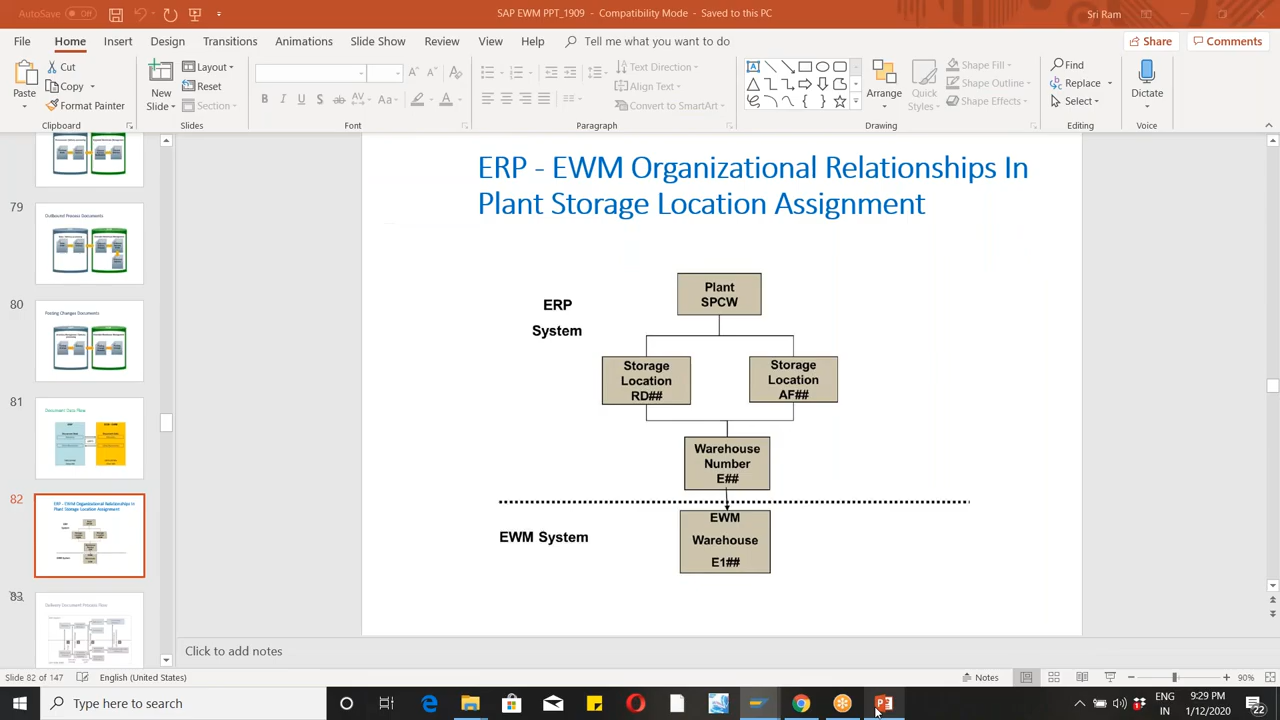 AutoSave Off
SAP EW EWM PPT_1909 - Compatibility Mode - Saved to this PC
Sri Ram
File Home Insert Design Transitions Animations Slide Show Review View Help Tell me what you want to do Share Comments
Paste
Cut
Copy
Format Painter
Clipboard
New
Slide
Layout
Reset
Section
Slides
Font
Text Direction
Align Text
Convert to SmartArt
Paragraph
Arrange
Quick
Styles
Shape Fill
Shape Outline
Shape Effects
Drawing
Find
Replace
Select
Editing
Dictate
Voice
79
Outbound Process Documents
80
Posting Changes Documents
81
Document Data Flow
82
ERP - EWM Organizational Relationships In
Plant Storage Location Assignment
83
Delivery Document Process Flow
ERP - EWM Organizational Relationships In
Plant Storage Location Assignment
ERP
System
Plant
SPCW
Storage
Location
RD##
Storage
Location
AF##
Warehouse
Number
E##
EWM System
EWM
Warehouse
E1##
Click to add notes
Slide 82 of 147
English (United States)
Notes
90%
Type here to search
ENG
IN
9:29 PM
1/12/2020
22